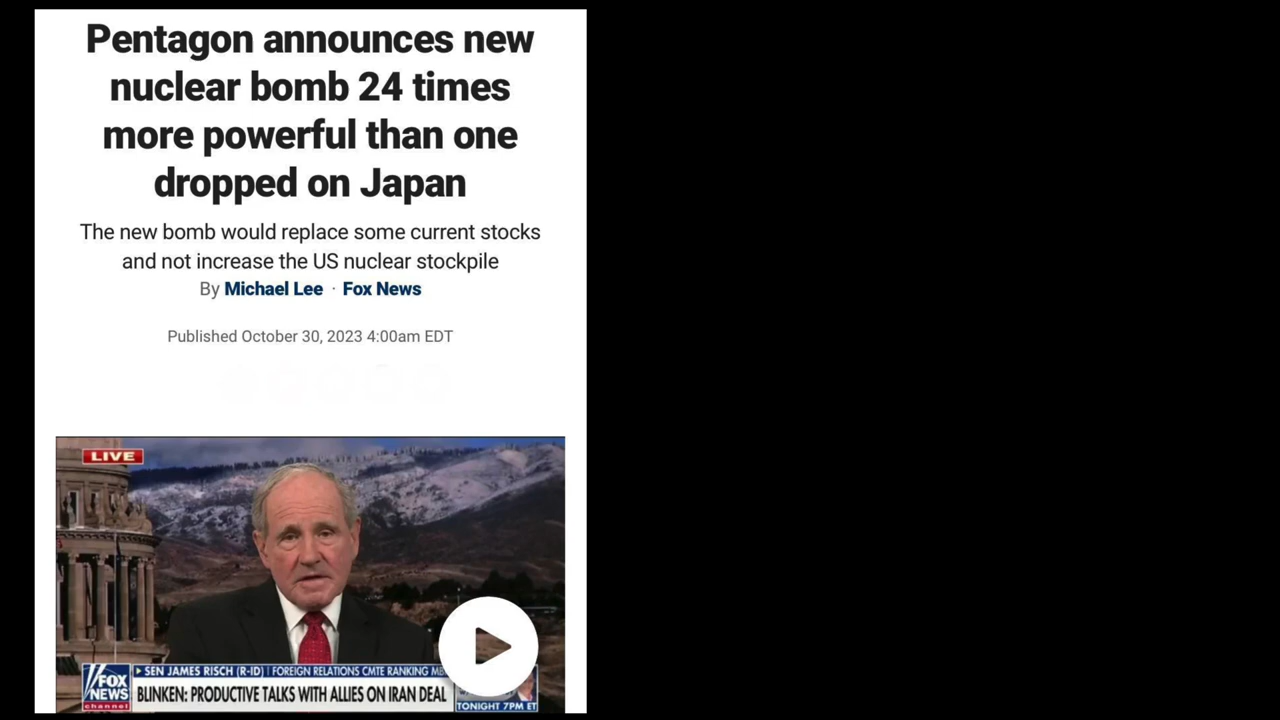 Pentagon announces new
nuclear bomb 24 times
more powerful than one
dropped on Japan
The new bomb would replace some current stocks
and not increase the US nuclear stockpile
By Michael Lee · Fox News
Published October 30, 2023 4:00am EDT
LIVE
SEN JAMES RISCH (R-ID) | FOREIGN RELATIONS CMTE RANKING
FOX
NEWS
channel
BLINKEN: PRODUCTIVE TALKS WITH ALLIES ON IRAN DEAL
TONIGHT 7PM ET